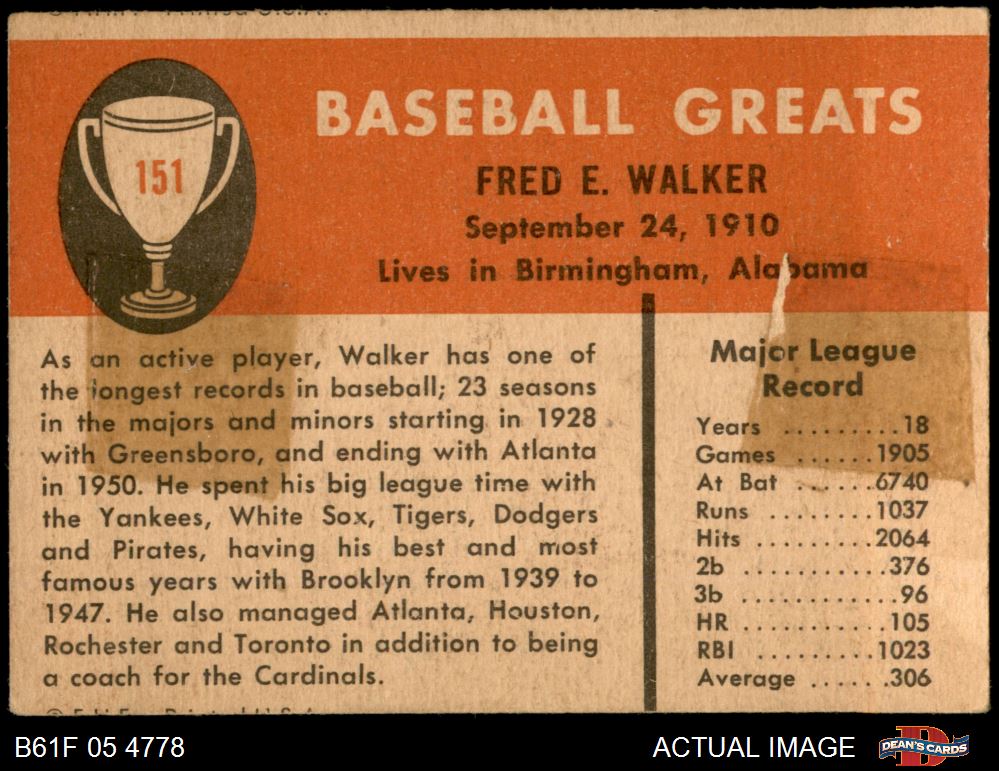 Printed U.S.A.
BASEBALL GREATS
151
FRED E. WALKER
September 24, 1910
Lives in Birmingham, Alabama
As an active player, Walker has one of
the longest records in baseball; 23 seasons
in the majors and minors starting in 1928
with Greensboro, and ending with Atlanta
in 1950. He spent his big league time with
the Yankees, White Sox, Tigers, Dodgers
and Pirates, having his best and most
famous years with Brooklyn from 1939 to
1947. He also managed Atlanta, Houston,
Rochester and Toronto in addition to being
a coach for the Cardinals.
Major League
Record
Years .........18
Games ......1905
At Bat ......6740
Runs ........1037
Hits .........2064
2b ...........376
3b ............96
HR ...........105
RBI .........1023
Average ......306
B61F 05 4778
ACTUAL IMAGE
DEAN'S CARDS